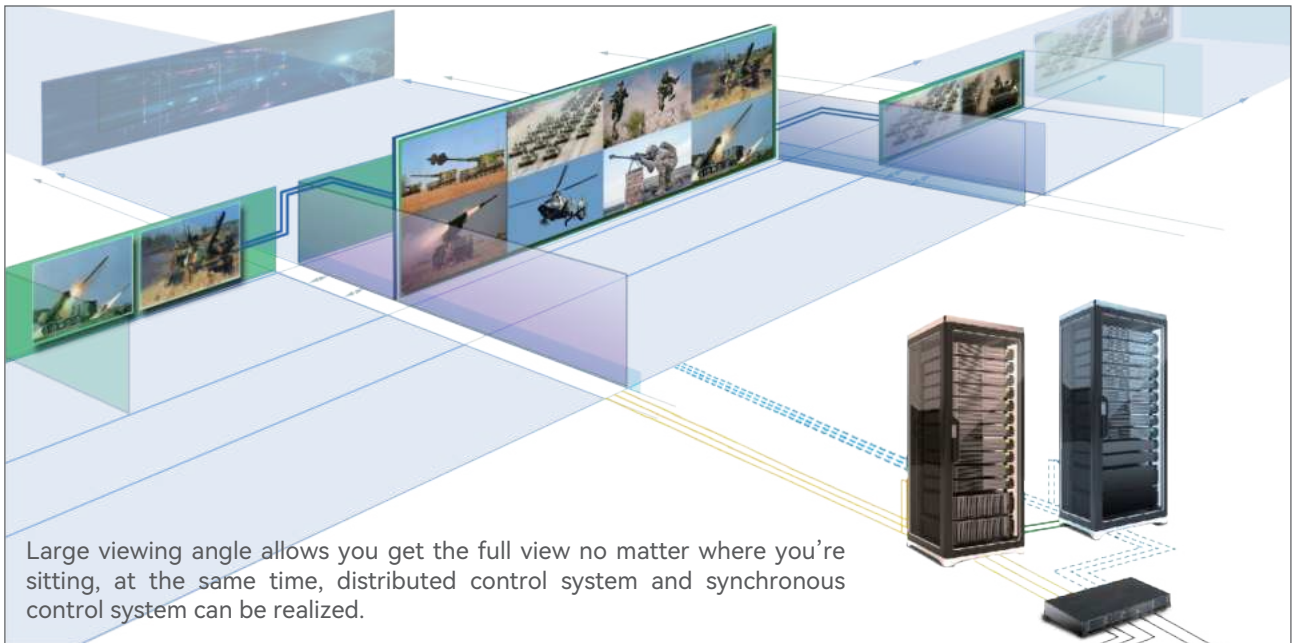 Large viewing angle allows you get the full view no matter where you’re
sitting, at the same time, distributed control system and synchronous
control system can be realized.